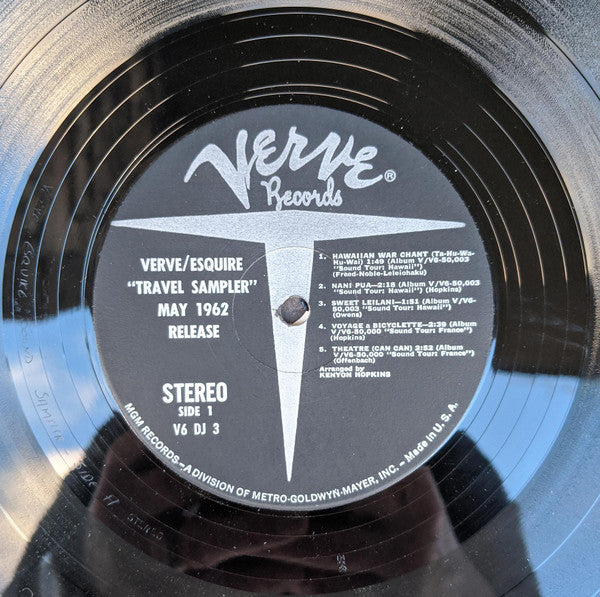 Verve ®
Records
VERVE/ESQUIRE
"TRAVEL SAMPLER"
MAY 1962
RELEASE
STEREO
SIDE 1
V6 DJ 3
1. HAWAIIAN WAR CHANT (Ta-Hu-Wa-
Hu-Wai) 1:49 (Album V/V6-50,003
"Sound Tour: Hawaii")
(Freed-Noble-Leleiohaku)
2. NANI PUA—2:18 (Album V/V6-50,003
"Sound Tour: Hawaii") (Hopkins)
3. SWEET LEILANI—1:51 (Album V/V6-
50,003 "Sound Tour: Hawaii")
(Owens)
4. VOYAGE a BICYCLETTE—2:39 (Album
V/V6-50,000 "Sound Tour: France")
(Hopkins)
5. THEATRE (CAN CAN) 2:52 (Album
V/V6-50,000 "Sound Tour: France")
(Offenbach)
Arranged by
KENYON HOPKINS
MGM RECORDS—A DIVISION OF METRO-GOLDWYN-MAYER, INC. — Made in U.S.A.